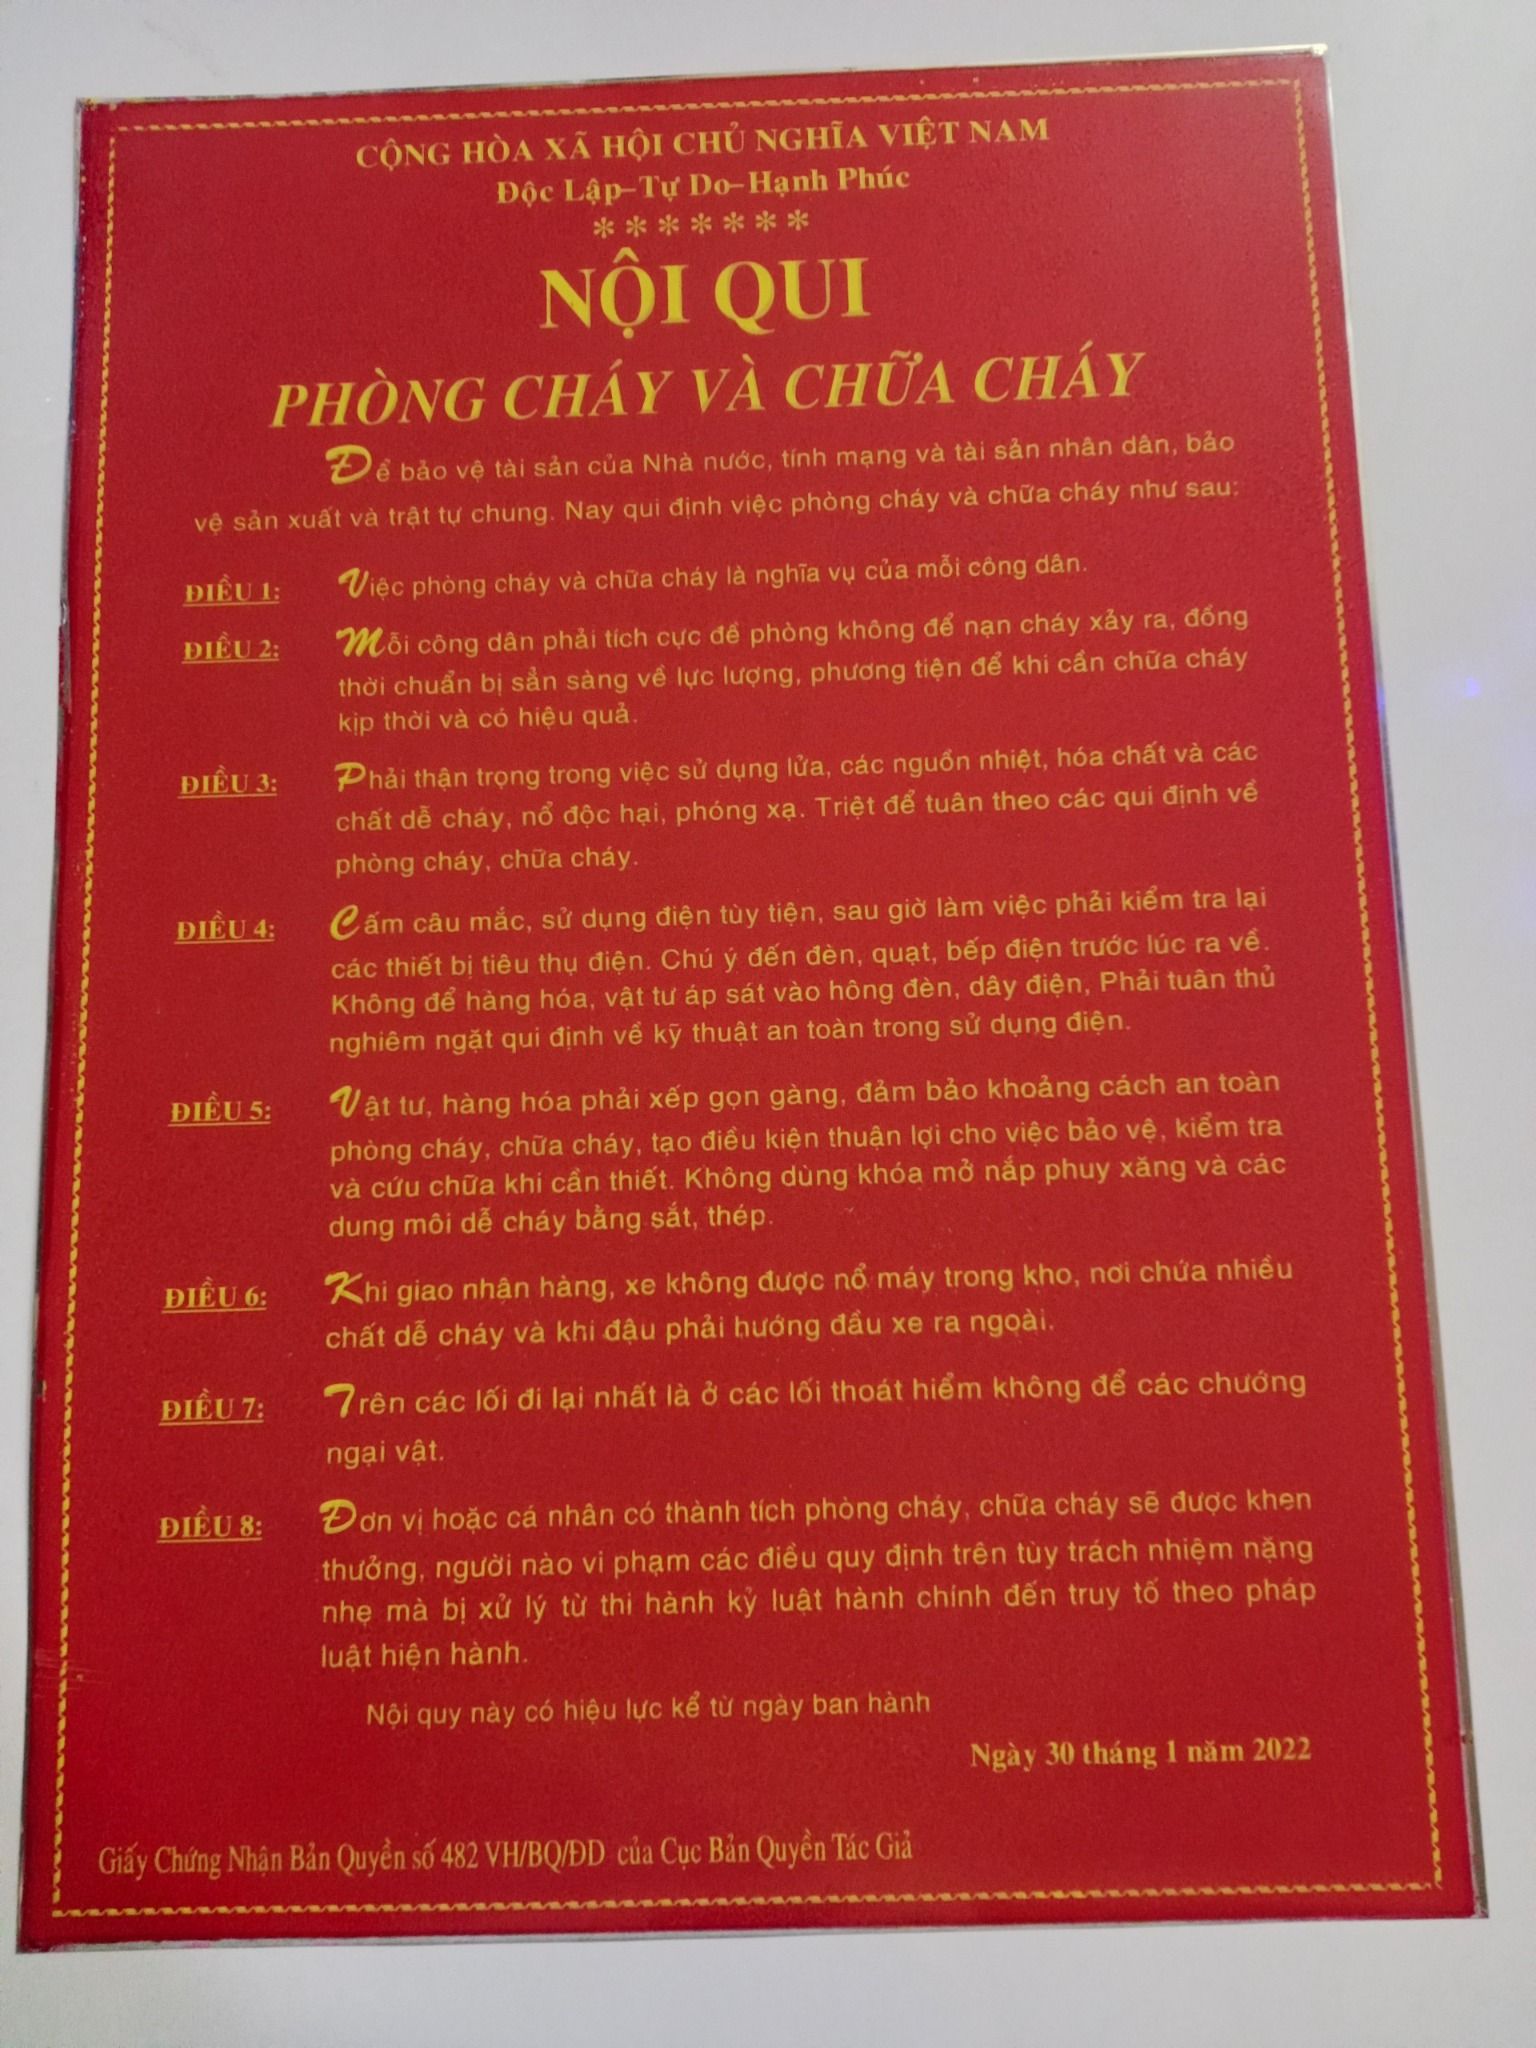 CỘNG HÒA XÃ HỘI CHỦ NGHĨA VIỆT NAM
Độc Lập–Tự Do–Hạnh Phúc
*******
NỘI QUI
PHÒNG CHÁY VÀ CHỮA CHÁY
Để bảo vệ tài sản của Nhà nước, tính mạng và tài sản nhân dân, bảo
vệ sản xuất và trật tự chung. Nay qui định việc phòng cháy và chữa cháy như sau:
ĐIỀU 1: Việc phòng cháy và chữa cháy là nghĩa vụ của mỗi công dân.
ĐIỀU 2: Mỗi công dân phải tích cực đề phòng không để nạn cháy xảy ra, đồng
thời chuẩn bị sẳn sàng về lực lượng, phương tiện để khi cần chữa cháy
kịp thời và có hiệu quả.
ĐIỀU 3: Phải thận trọng trong việc sử dụng lửa, các nguồn nhiệt, hóa chất và các
chất dễ cháy, nổ độc hại, phóng xạ. Triệt để tuân theo các qui định về
phòng cháy, chữa cháy.
ĐIỀU 4: Cấm câu mắc, sử dụng điện tùy tiện, sau giờ làm việc phải kiểm tra lại
các thiết bị tiêu thụ điện. Chú ý đến đèn, quạt, bếp điện trước lúc ra về.
Không để hàng hóa, vật tư áp sát vào hông đèn, dây điện, Phải tuân thủ
nghiêm ngặt qui định về kỹ thuật an toàn trong sử dụng điện.
ĐIỀU 5: Vật tư, hàng hóa phải xếp gọn gàng, đảm bảo khoảng cách an toàn
phòng cháy, chữa cháy, tạo điều kiện thuận lợi cho việc bảo vệ, kiểm tra
và cứu chữa khi cần thiết. Không dùng khóa mở nắp phuy xăng và các
dung môi dễ cháy bằng sắt, thép.
ĐIỀU 6: Khi giao nhận hàng, xe không được nổ máy trong kho, nơi chứa nhiều
chất dễ cháy và khi đậu phải hướng đầu xe ra ngoài.
ĐIỀU 7: Trên các lối đi lại nhất là ở các lối thoát hiểm không để các chướng
ngại vật.
ĐIỀU 8: Đơn vị hoặc cá nhân có thành tích phòng cháy, chữa cháy sẽ được khen
thưởng, người nào vi phạm các điều quy định trên tùy trách nhiệm nặng
nhẹ mà bị xử lý từ thi hành kỷ luật hành chính đến truy tố theo pháp
luật hiện hành.
Nội quy này có hiệu lực kể từ ngày ban hành
Ngày 30 tháng 1 năm 2022
Giấy Chứng Nhận Bản Quyền số 482 VH/BQ/ĐD của Cục Bản Quyền Tác Giả